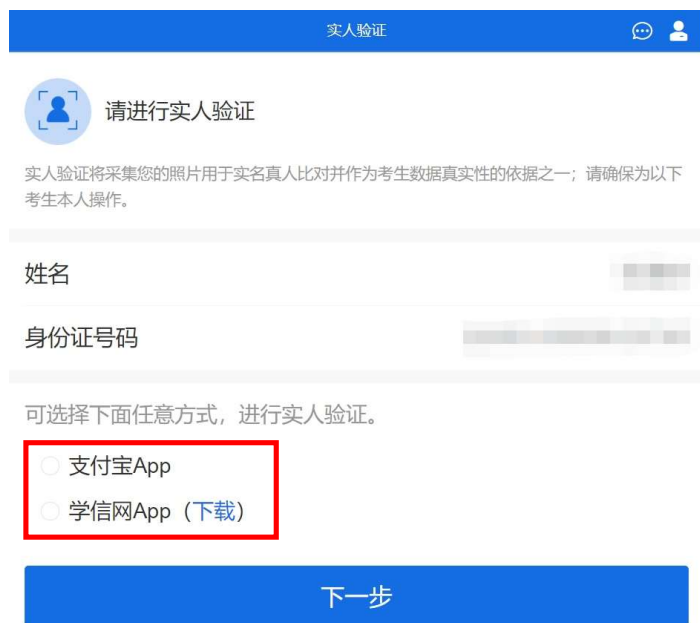 实人验证
请进行实人验证
实人验证将采集您的照片用于实名真人比对并作为考生数据真实性的依据之一；请确保为以下
考生本人操作。
姓名
身份证号码
可选择下面任意方式，进行实人验证。
支付宝App
学信网App（下载）
下一步